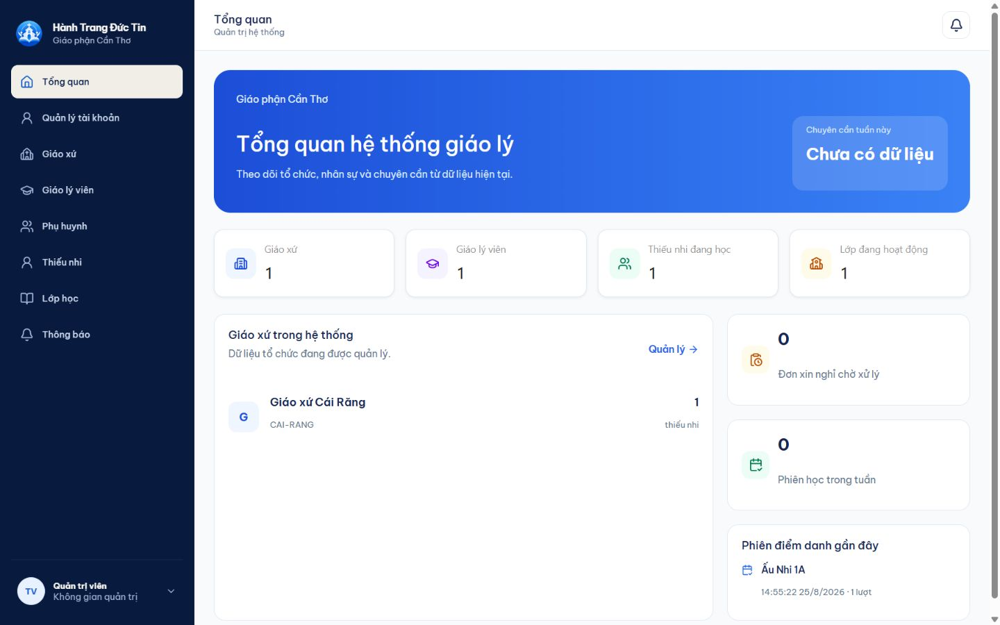 Hành Trang Đức Tin
Giáo phận Cần Thơ
Tổng quan
Quản lý tài khoản
Giáo xứ
Giáo lý viên
Phụ huynh
Thiếu nhi
Lớp học
Thông báo
TV
Quản trị viên
Không gian quản trị
Tổng quan
Quản trị hệ thống
Giáo phận Cần Thơ
Tổng quan hệ thống giáo lý
Theo dõi tổ chức, nhân sự và chuyên cần từ dữ liệu hiện tại.
Chuyên cần tuần này
Chưa có dữ liệu
Giáo xứ
1
Giáo lý viên
1
Thiếu nhi đang học
1
Lớp đang hoạt động
1
Giáo xứ trong hệ thống
Dữ liệu tổ chức đang được quản lý.
Quản lý →
G
Giáo xứ Cái Răng
CAI-RANG
1
thiếu nhi
0
Đơn xin nghỉ chờ xử lý
0
Phiên học trong tuần
Phiên điểm danh gần đây
Ấu Nhi 1A
14:55:22 25/8/2026 · 1 lượt